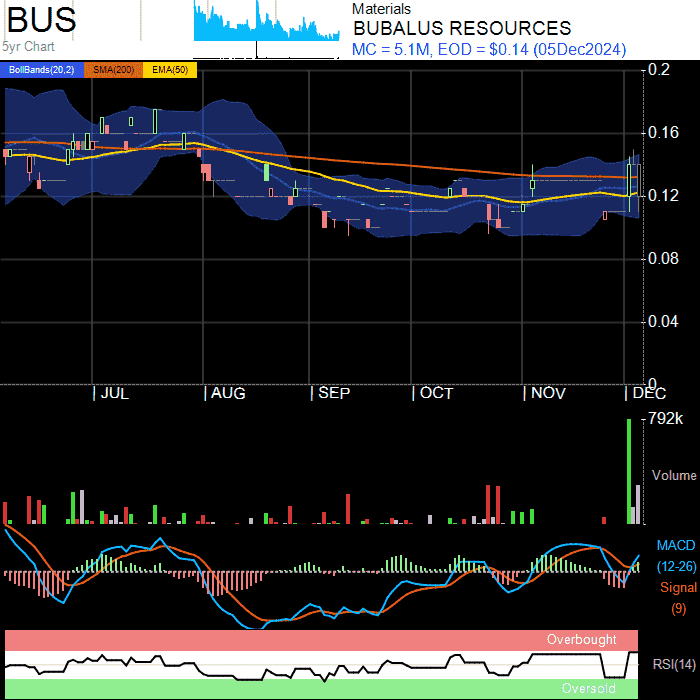 BUS
5yr Chart
Materials
BUBALUS RESOURCES
MC = 5.1M, EOD = $0.14 (05Dec2024)
BollBands(20,2) SMA(200) EMA(50)
0.2
0.16
0.12
0.08
0.04
0
JUL AUG SEP OCT NOV DEC
792k
Volume
MACD
(12-26)
Signal
(9)
Overbought
RSI(14)
Oversold